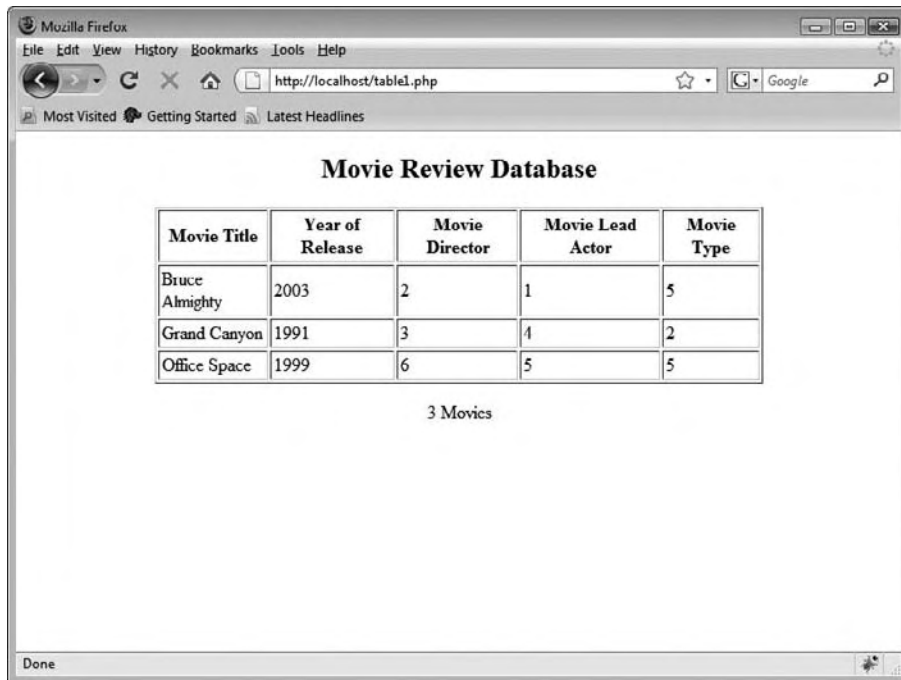 Mozilla Firefox
File Edit View History Bookmarks Tools Help
http://localhost/table1.php
G Google
Most Visited Getting Started Latest Headlines
Movie Review Database
Movie Title Year of Release Movie Director Movie Lead Actor Movie Type
Bruce Almighty 2003 2 1 5
Grand Canyon 1991 3 4 2
Office Space 1999 6 5 5
3 Movies
Done